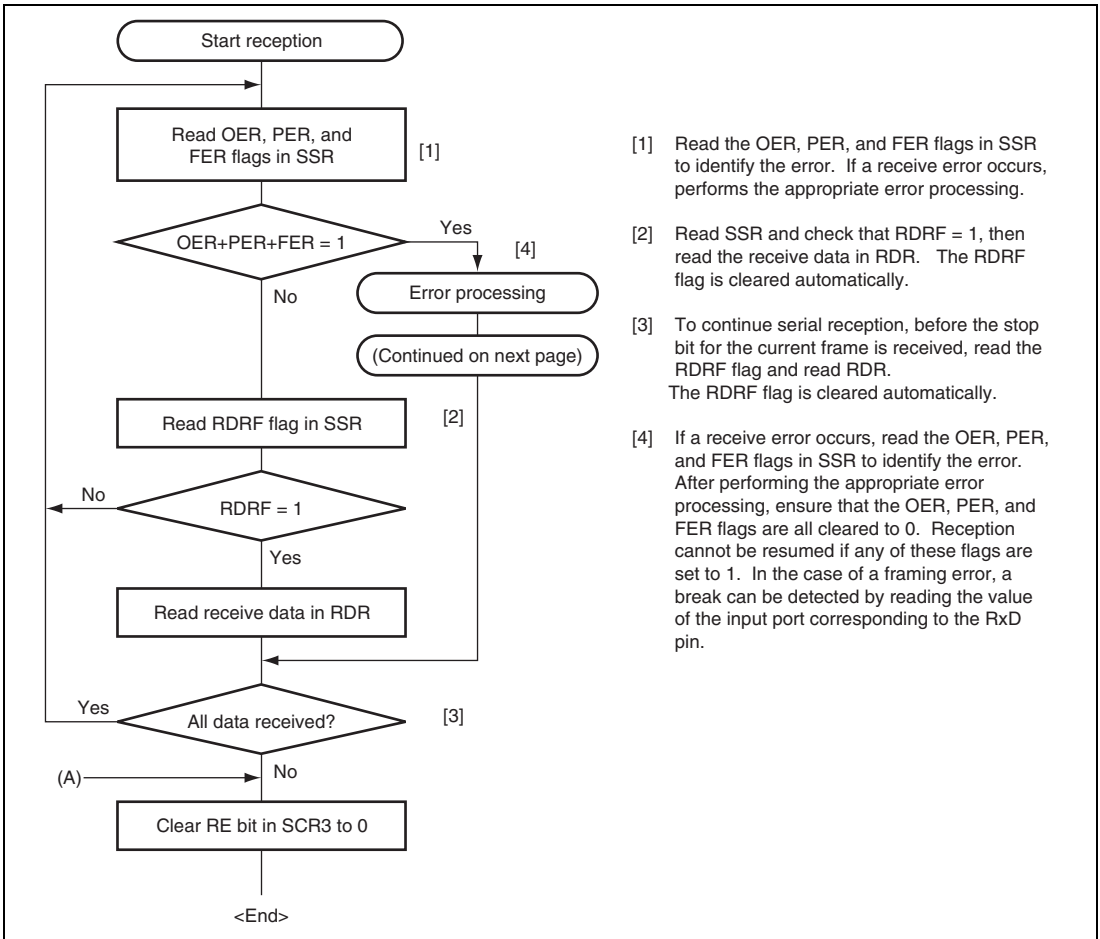 Start reception
Read OER, PER, and
FER flags in SSR
[1]
OER+PER+FER = 1
Yes
[4]
No
Error processing
(Continued on next page)
Read RDRF flag in SSR
[2]
No
RDRF = 1
Yes
Read receive data in RDR
Yes
All data received?
[3]
(A)
No
Clear RE bit in SCR3 to 0
<End>
[1] Read the OER, PER, and FER flags in SSR
to identify the error. If a receive error occurs,
performs the appropriate error processing.
[2] Read SSR and check that RDRF = 1, then
read the receive data in RDR. The RDRF
flag is cleared automatically.
[3] To continue serial reception, before the stop
bit for the current frame is received, read the
RDRF flag and read RDR.
The RDRF flag is cleared automatically.
[4] If a receive error occurs, read the OER, PER,
and FER flags in SSR to identify the error.
After performing the appropriate error
processing, ensure that the OER, PER, and
FER flags are all cleared to 0. Reception
cannot be resumed if any of these flags are
set to 1. In the case of a framing error, a
break can be detected by reading the value
of the input port corresponding to the RxD
pin.